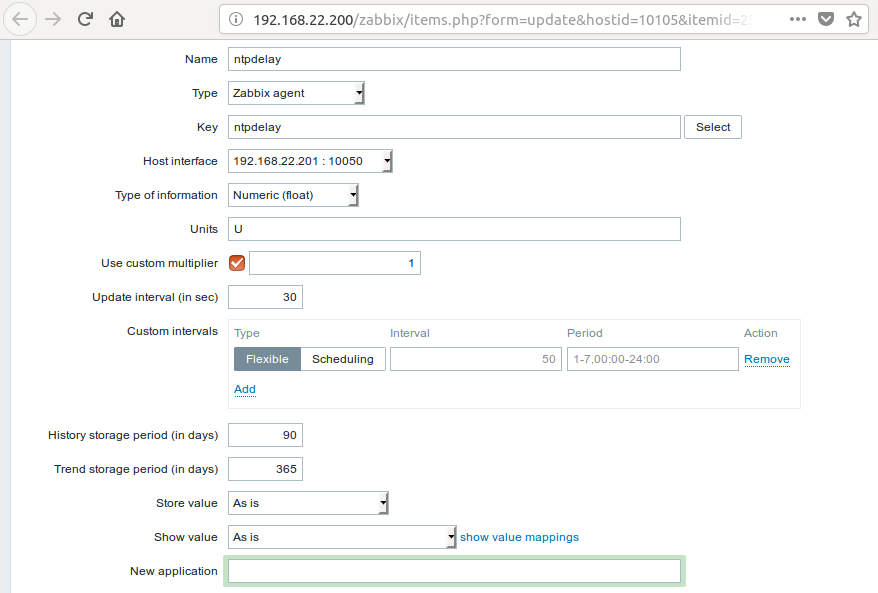 192.168.22.200/zabbix/items.php?form=update&hostid=10105&itemid=2
Name ntpdelay
Type Zabbix agent
Key ntpdelay Select
Host interface 192.168.22.201 : 10050
Type of information Numeric (float)
Units U
Use custom multiplier 1
Update interval (in sec) 30
Custom intervals Type Interval Period Action
Flexible Scheduling 50 1-7,00:00-24:00 Remove
Add
History storage period (in days) 90
Trend storage period (in days) 365
Store value As is
Show value As is show value mappings
New application